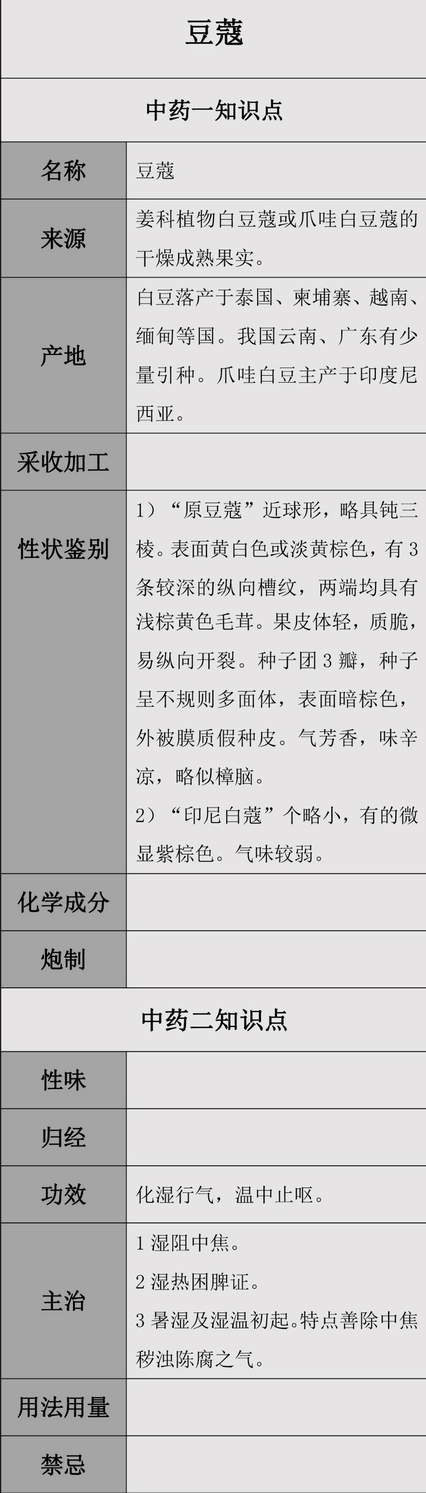 豆蔻
中药一知识点
名称
豆蔻
来源
姜科植物白豆蔻或爪哇白豆蔻的
干燥成熟果实。
产地
白豆落产于泰国、柬埔寨、越南、
缅甸等国。我国云南、广东有少
量引种。爪哇白豆主产于印度尼
西亚。
采收加工
性状鉴别
1）“原豆蔻”近球形，略具钝三
棱。表面黄白色或淡黄棕色，有 3
条较深的纵向槽纹，两端均具有
浅棕黄色毛茸。果皮体轻，质脆，
易纵向开裂。种子团 3 瓣，种子
呈不规则多面体，表面暗棕色，
外被膜质假种皮。气芳香，味辛
凉，略似樟脑。
2）“印尼白蔻”个略小，有的微
显紫棕色。气味较弱。
化学成分
炮制
中药二知识点
性味
归经
功效
化湿行气，温中止呕。
主治
1 湿阻中焦。
2 湿热困脾证。
3 暑湿及湿温初起。特点善除中焦
秽浊陈腐之气。
用法用量
禁忌